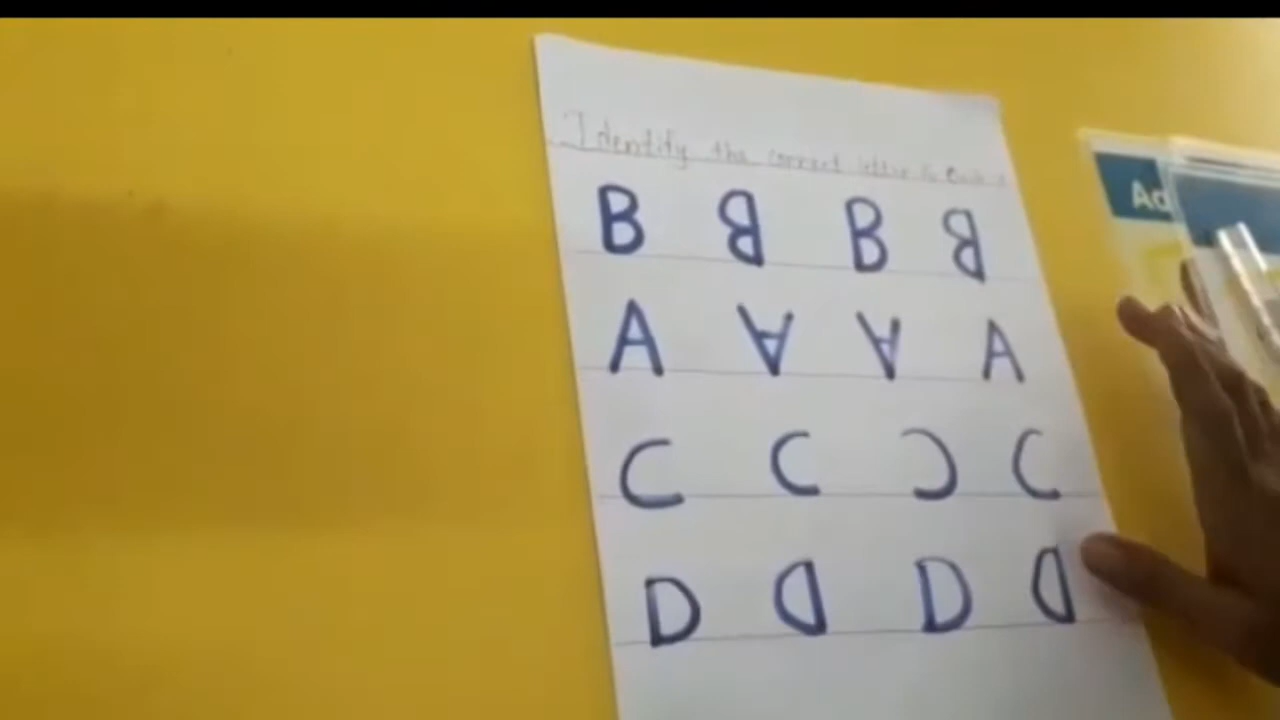 Identify the correct letter
B ᗺ B ᗺ
A ∀ ∀ A
C C Ɔ C
D ᗡ D ᗡ
Ad